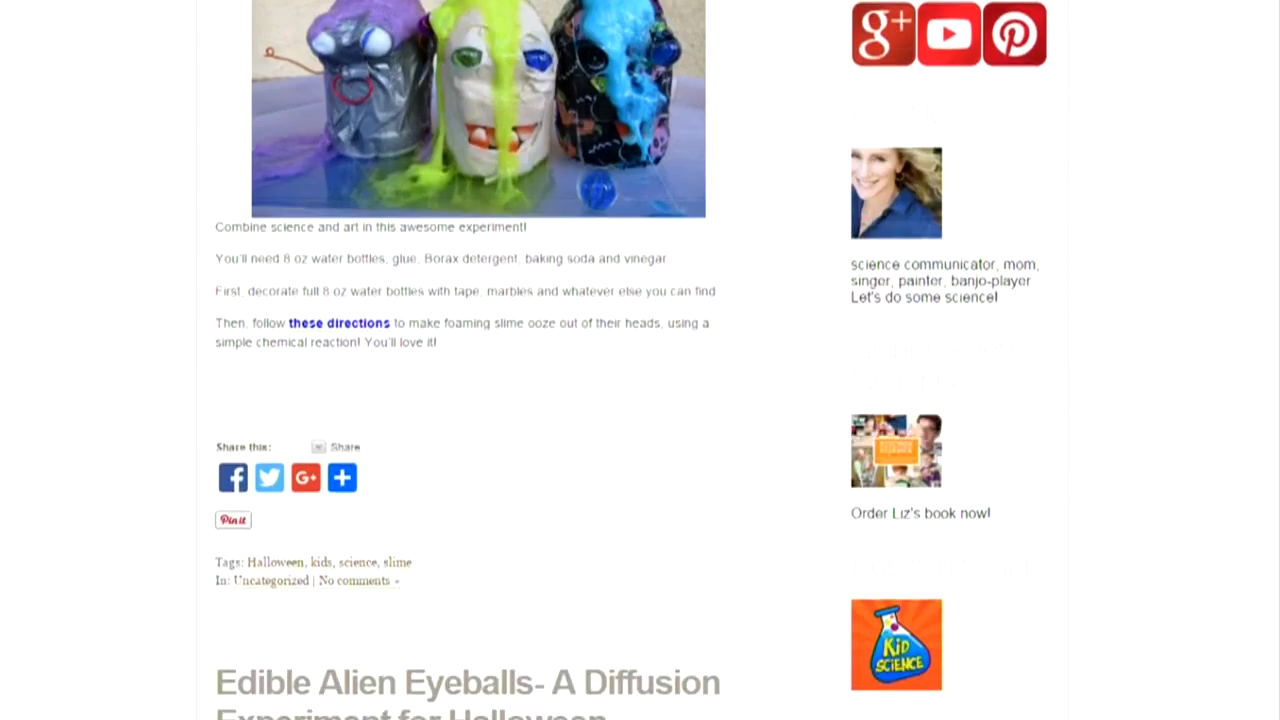 Combine science and art in this awesome experiment!
You'll need 8 oz water bottles, glue, Borax detergent, baking soda and vinegar
First, decorate full 8 oz water bottles with tape, marbles and whatever else you can find
Then, follow these directions to make foaming slime ooze out of their heads, using a
simple chemical reaction! You'll love it!
Share this:
Share
Pin it
Tags: Halloween, kids, science, slime
In: Uncategorized | No comments »
Edible Alien Eyeballs- A Diffusion
Experiment for Halloween
g+
science communicator, mom,
singer, painter, banjo-player
Let's do some science!
Order Liz's book now!
KiD
SCIENCE